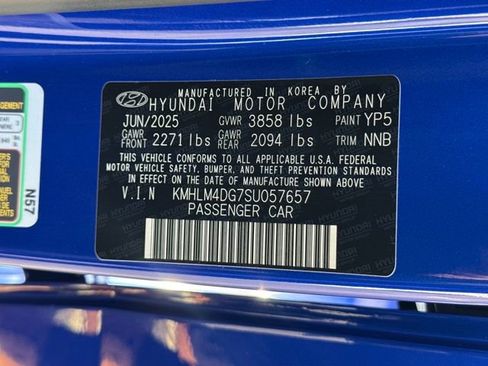 MANUFACTURED IN KOREA BY
HYUNDAI MOTOR COMPANY
JUN/2025 GVWR 3858 lbs PAINT YP5
GAWR FRONT 2271 lbs GAWR REAR 2094 lbs TRIM NNB
THIS VEHICLE CONFORMS TO ALL APPLICABLE U.S.A. FEDERAL
MOTOR VEHICLE SAFETY, BUMPER, AND THEFT PREVENTION
STANDARDS IN EFFECT ON THE DATE OF MANUFACTURE SHOWN ABOVE.
V.I.N KMHLM4DG7SU057657
PASSENGER CAR
N57